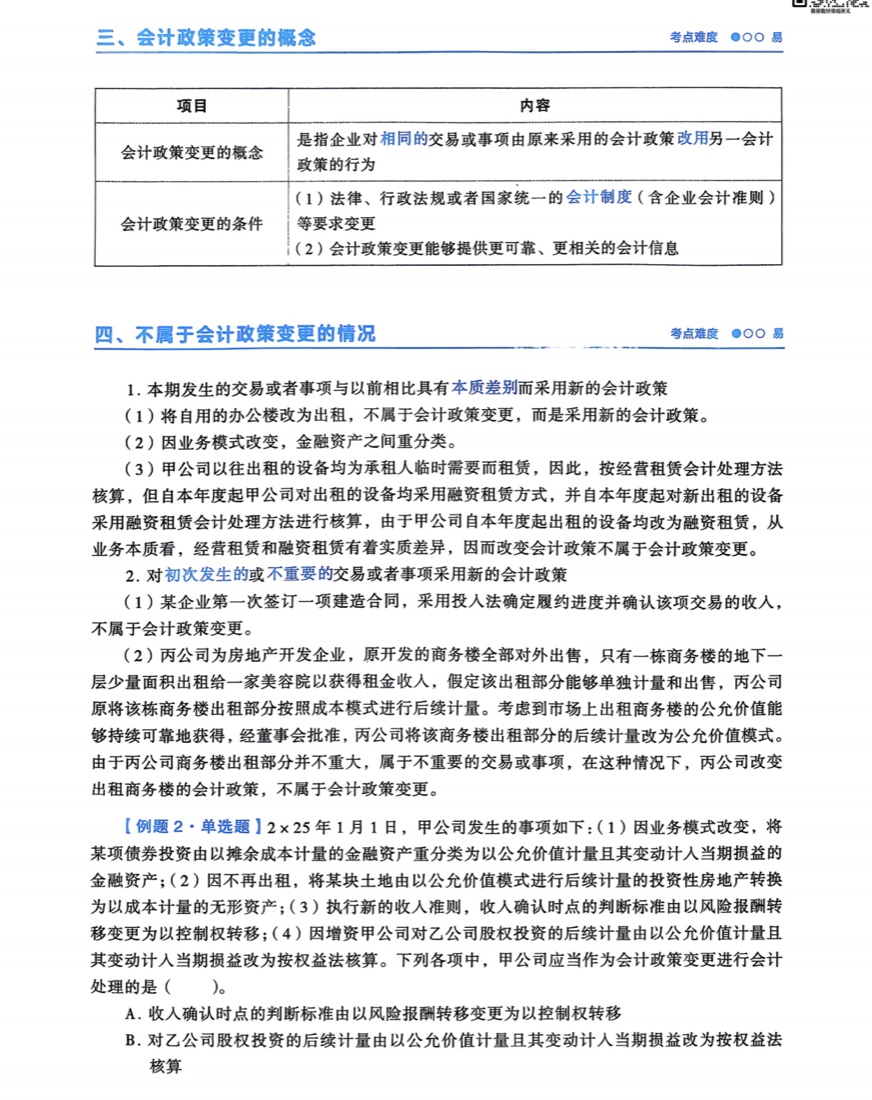 三、会计政策变更的概念
考点难度 ●○○ 易
项目
内容
会计政策变更的概念
是指企业对相同的交易或事项由原来采用的会计政策改用另一会计
政策的行为
会计政策变更的条件
(1)法律、行政法规或者国家统一的会计制度(含企业会计准则)
等要求变更
(2)会计政策变更能够提供更可靠、更相关的会计信息
四、不属于会计政策变更的情况
考点难度 ●○○ 易
1. 本期发生的交易或者事项与以前相比具有本质差别而采用新的会计政策
(1)将自用的办公楼改为出租,不属于会计政策变更,而是采用新的会计政策。
(2)因业务模式改变,金融资产之间重分类。
(3)甲公司以往出租的设备均为承租人临时需要而租赁,因此,按经营租赁会计处理方法
核算,但自本年度起甲公司对出租的设备均采用融资租赁方式,并自本年度起对新出租的设备
采用融资租赁会计处理方法进行核算,由于甲公司自本年度起出租的设备均改为融资租赁,从
业务本质看,经营租赁和融资租赁有着实质差异,因而改变会计政策不属于会计政策变更。
2. 对初次发生的或不重要的交易或者事项采用新的会计政策
(1)某企业第一次签订一项建造合同,采用投入法确定履约进度并确认该项交易的收入,
不属于会计政策变更。
(2)丙公司为房地产开发企业,原开发的商务楼全部对外出售,只有一栋商务楼的地下一
层少量面积出租给一家美容院以获得租金收入,假定该出租部分能够单独计量和出售,丙公司
原将该栋商务楼出租部分按照成本模式进行后续计量。考虑到市场上出租商务楼的公允价值能
够持续可靠地获得,经董事会批准,丙公司将该商务楼出租部分的后续计量改为公允价值模式。
由于丙公司商务楼出租部分并不重大,属于不重要的交易或事项,在这种情况下,丙公司改变
出租商务楼的会计政策,不属于会计政策变更。
【例题2·单选题】2×25年1月1日,甲公司发生的事项如下:(1)因业务模式改变,将
某项债券投资由以摊余成本计量的金融资产重分类为以公允价值计量且其变动计入当期损益的
金融资产;(2)因不再出租,将某块土地由以公允价值模式进行后续计量的投资性房地产转换
为以成本计量的无形资产;(3)执行新的收入准则,收入确认时点的判断标准由以风险报酬转
移变更为以控制权转移;(4)因增资甲公司对乙公司股权投资的后续计量由以公允价值计量且
其变动计入当期损益改为按权益法核算。下列各项中,甲公司应当作为会计政策变更进行会计
处理的是( )。
A. 收入确认时点的判断标准由以风险报酬转移变更为以控制权转移
B. 对乙公司股权投资的后续计量由以公允价值计量且其变动计入当期损益改为按权益法
核算